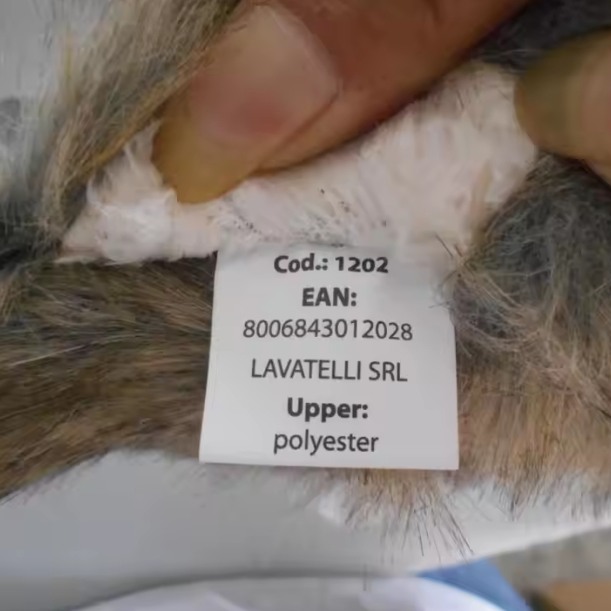 Cod.: 1202
EAN:
8006843012028
LAVATELLI SRL
Upper:
polyester